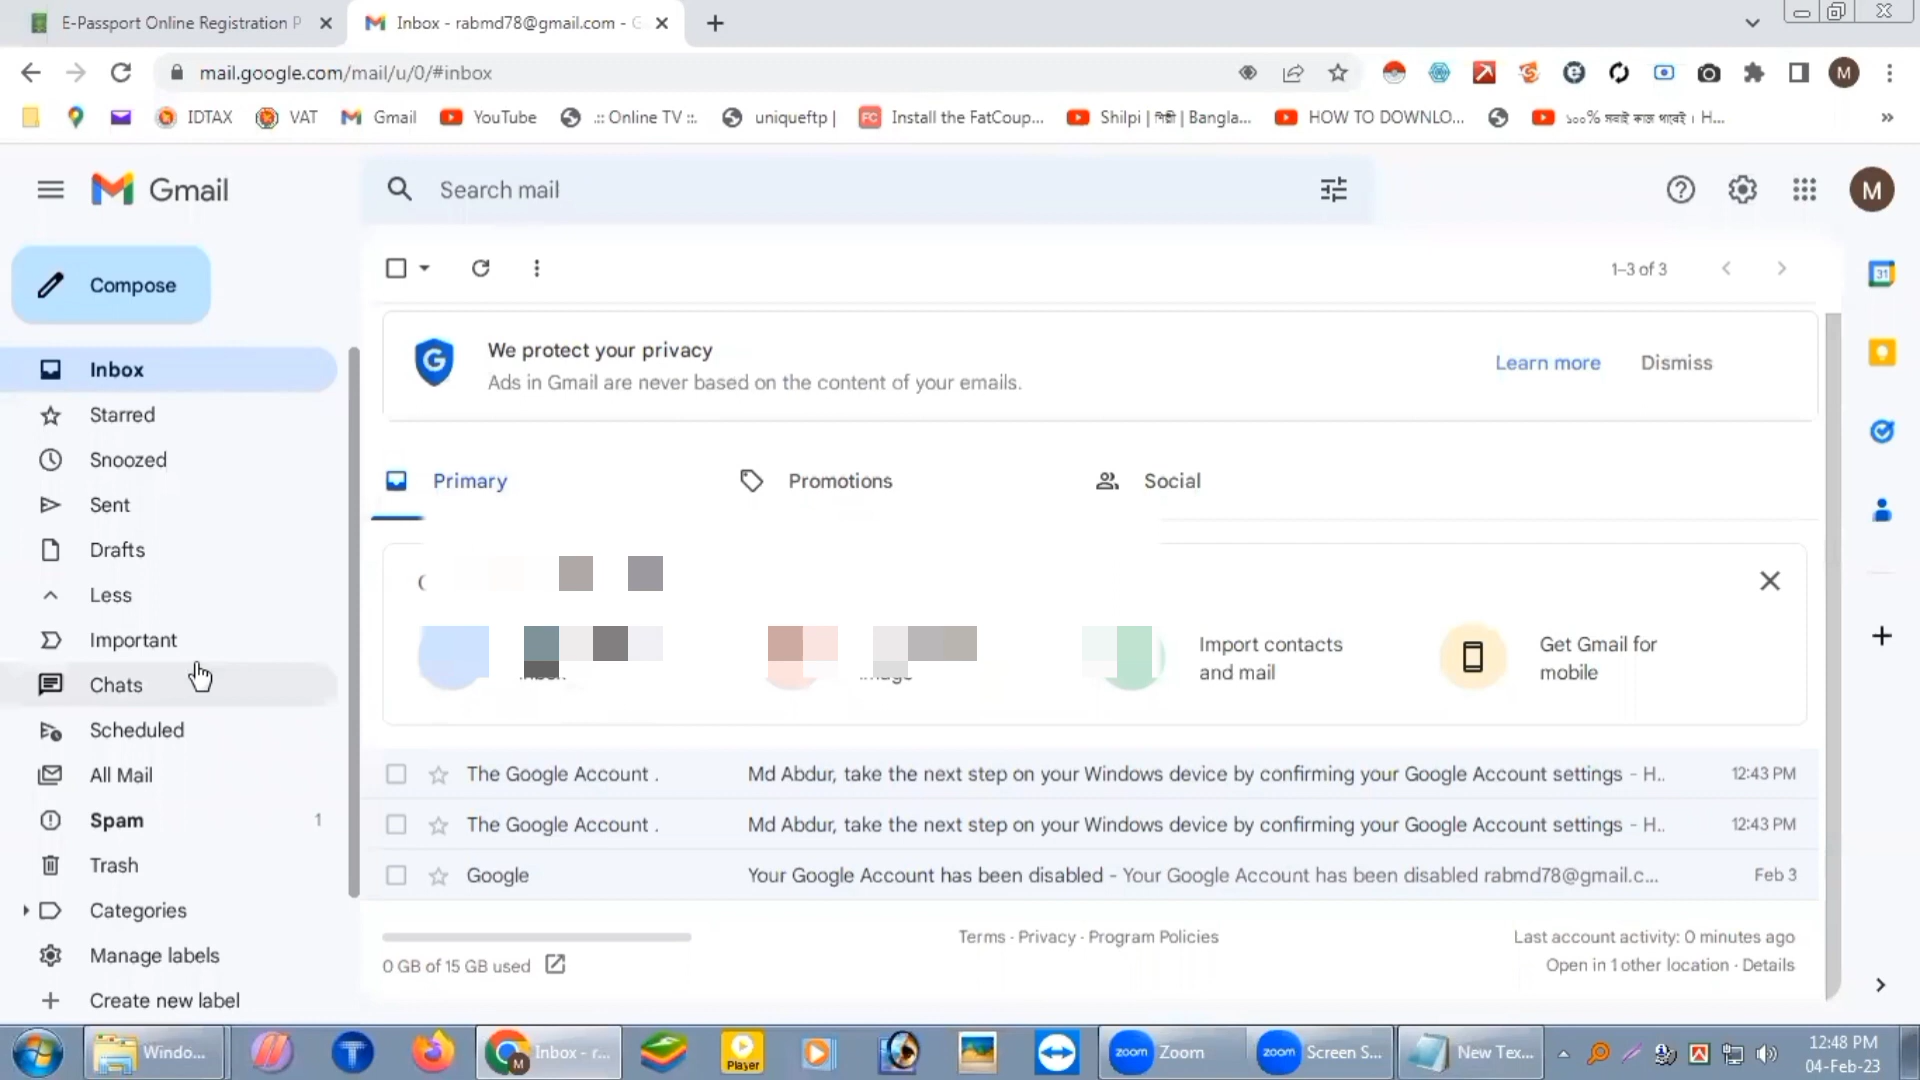 E-Passport Online Registration P
Inbox - rabmd78@gmail.com - G
mail.google.com/mail/u/0/#inbox
M
IDTAX
VAT
Gmail
YouTube
.:: Online TV ::.
uniqueftp |
FC
Install the FatCoup...
Shilpi | শিল্পী | Bangla...
HOW TO DOWNLO...
১০০% সবাই কাজ পাবেই । H...
Gmail
Search mail
M
Compose
1–3 of 3
31
G
We protect your privacy
Ads in Gmail are never based on the content of your emails.
Learn more
Dismiss
Inbox
Starred
Snoozed
Sent
Drafts
Less
Important
Chats
Scheduled
All Mail
Spam
1
Trash
Categories
Manage labels
Create new label
Primary
Promotions
Social
Import contacts
and mail
Get Gmail for
mobile
The Google Account .
Md Abdur, take the next step on your Windows device by confirming your Google Account settings - H..
12:43 PM
The Google Account .
Md Abdur, take the next step on your Windows device by confirming your Google Account settings - H..
12:43 PM
Google
Your Google Account has been disabled - Your Google Account has been disabled rabmd78@gmail.c...
Feb 3
0 GB of 15 GB used
Terms · Privacy · Program Policies
Last account activity: 0 minutes ago
Open in 1 other location · Details
Windo...
T
M
Inbox - r...
Player
zoom
Zoom
zoom
Screen S...
New Tex...
12:48 PM
04-Feb-23